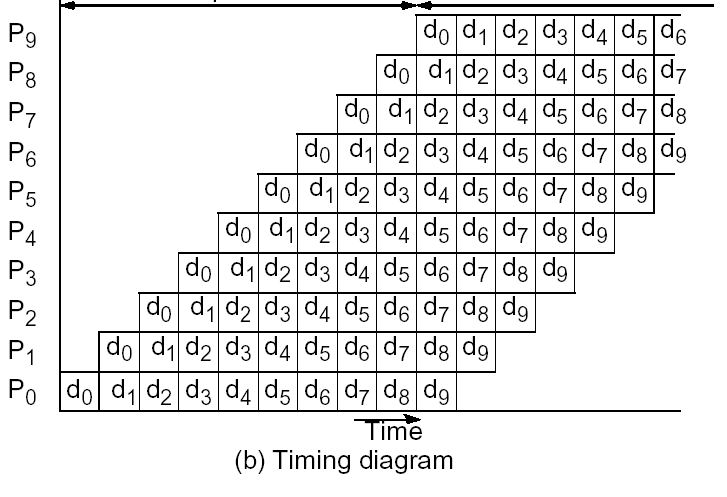 P9 d0 d1 d2 d3 d4 d5 d6
P8 d0 d1 d2 d3 d4 d5 d6 d7
P7 d0 d1 d2 d3 d4 d5 d6 d7 d8
P6 d0 d1 d2 d3 d4 d5 d6 d7 d8 d9
P5 d0 d1 d2 d3 d4 d5 d6 d7 d8 d9
P4 d0 d1 d2 d3 d4 d5 d6 d7 d8 d9
P3 d0 d1 d2 d3 d4 d5 d6 d7 d8 d9
P2 d0 d1 d2 d3 d4 d5 d6 d7 d8 d9
P1 d0 d1 d2 d3 d4 d5 d6 d7 d8 d9
P0 d0 d1 d2 d3 d4 d5 d6 d7 d8 d9
Time
(b) Timing diagram